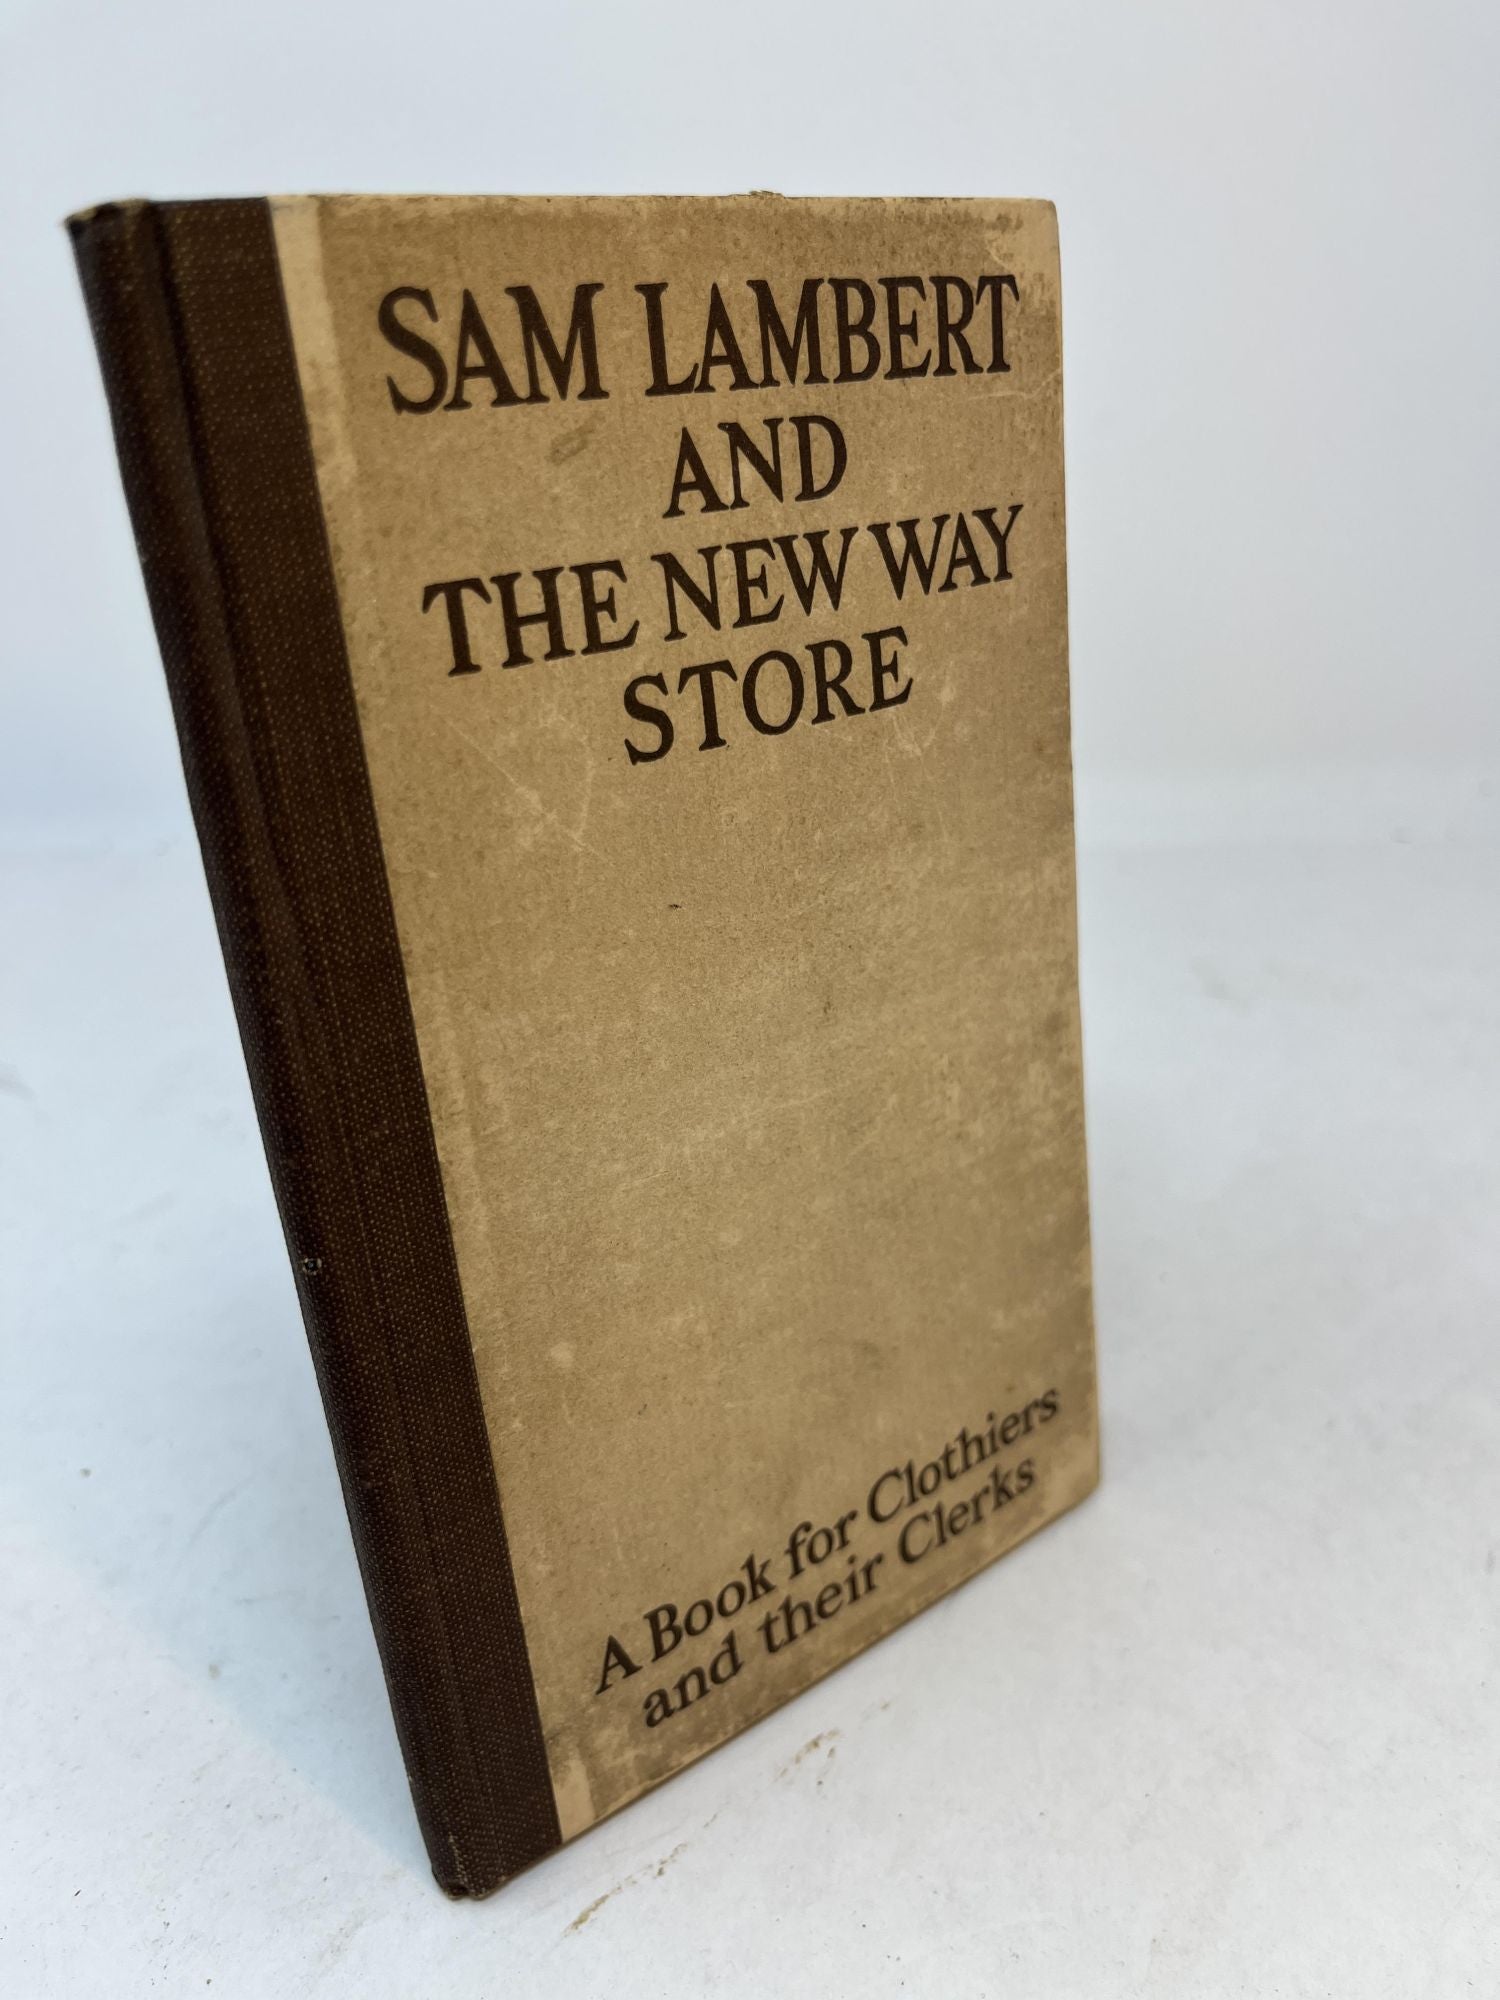 SAM LAMBERT
AND
THE NEW WAY
STORE
A Book for Clothiers
and their Clerks